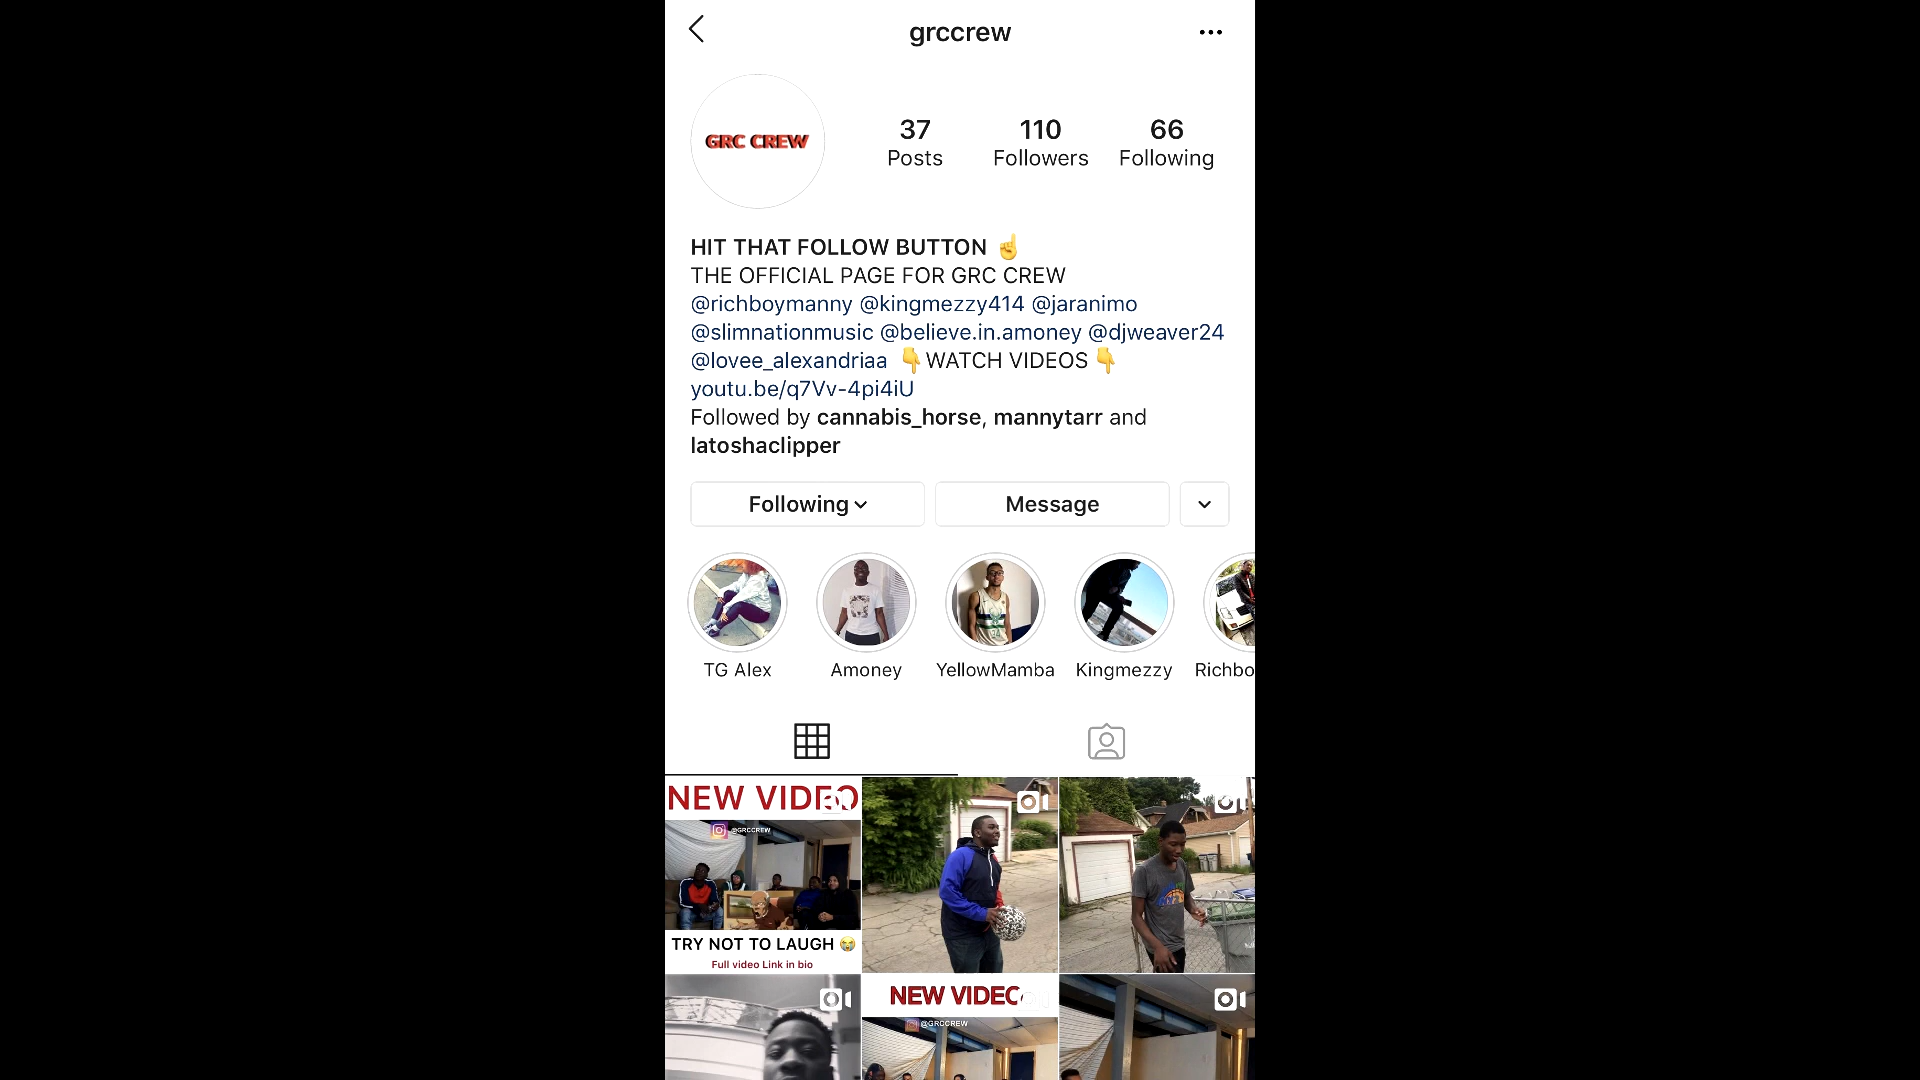 grccrew
GRC CREW
37
Posts
110
Followers
66
Following
HIT THAT FOLLOW BUTTON ☝
THE OFFICIAL PAGE FOR GRC CREW
@richboymanny @kingmezzy414 @jaranimo
@slimnationmusic @believe.in.amoney @djweaver24
@lovee_alexandriaa 👇WATCH VIDEOS 👇
youtu.be/q7Vv-4pi4iU
Followed by cannabis_horse, mannytarr and
latoshaclipper
Following
Message
TG Alex
Amoney
YellowMamba
Kingmezzy
Richbo
NEW VIDEO
@GRCCREW
TRY NOT TO LAUGH 😭
Full video Link in bio
NEW VIDEO
@GRCCREW